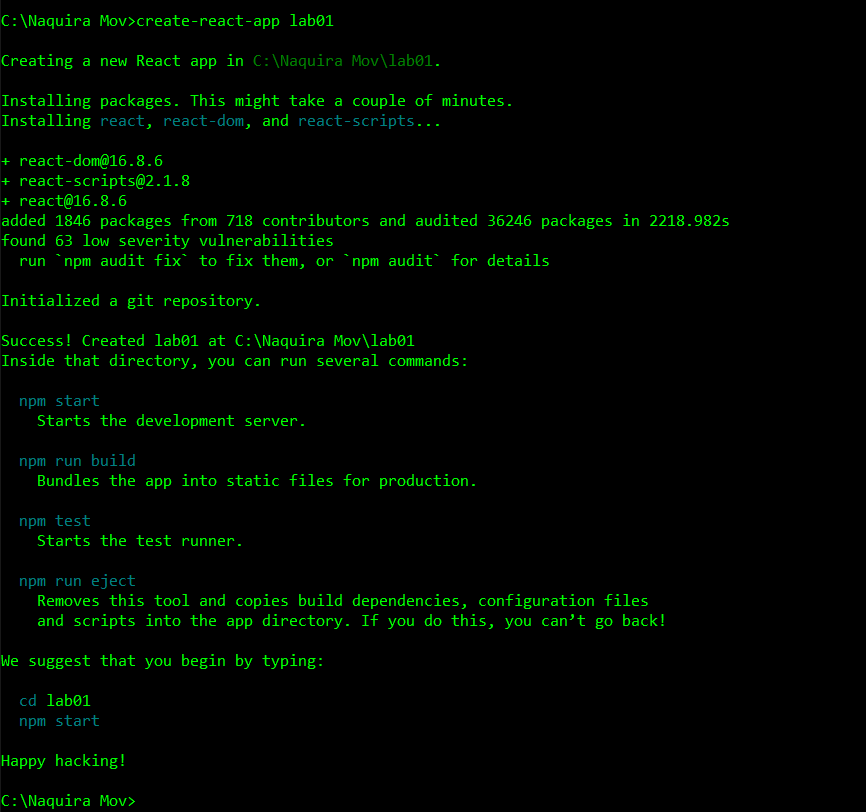 C:\Naquira Mov>create-react-app lab01
Creating a new React app in C:\Naquira Mov\lab01.
Installing packages. This might take a couple of minutes.
Installing react, react-dom, and react-scripts...
+ react-dom@16.8.6
+ react-scripts@2.1.8
+ react@16.8.6
added 1846 packages from 718 contributors and audited 36246 packages in 2218.982s
found 63 low severity vulnerabilities
  run `npm audit fix` to fix them, or `npm audit` for details
Initialized a git repository.
Success! Created lab01 at C:\Naquira Mov\lab01
Inside that directory, you can run several commands:
  npm start
    Starts the development server.
  npm run build
    Bundles the app into static files for production.
  npm test
    Starts the test runner.
  npm run eject
    Removes this tool and copies build dependencies, configuration files
    and scripts into the app directory. If you do this, you can’t go back!
We suggest that you begin by typing:
  cd lab01
  npm start
Happy hacking!
C:\Naquira Mov>